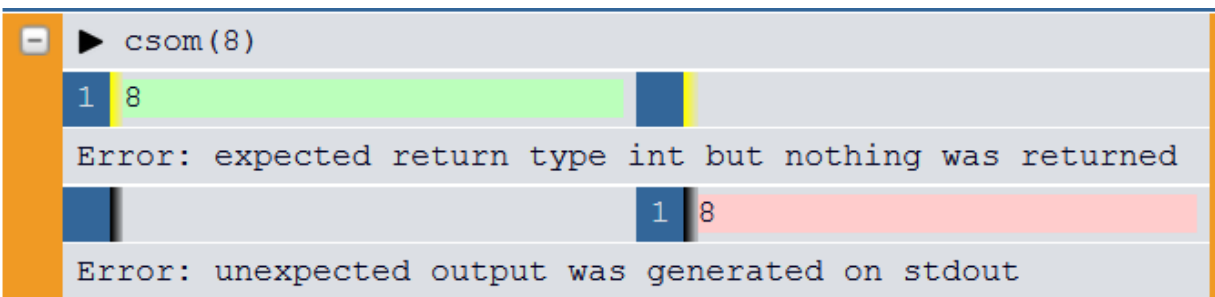 csom(8)
1 8
Error: expected return type int but nothing was returned
1 8
Error: unexpected output was generated on stdout